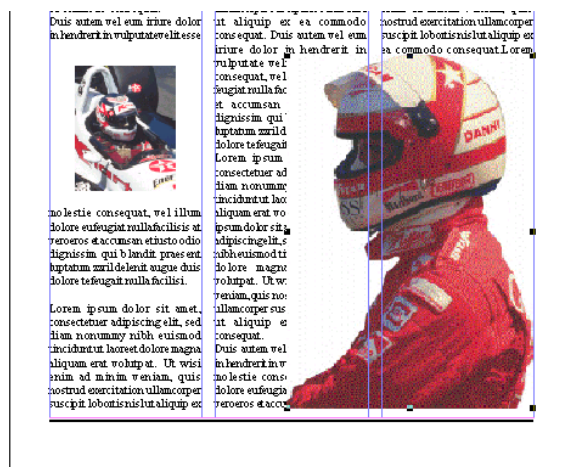 Duis autem vel eum iriure dolor
in hendrerit in vulputate velit esse
molestie consequat, vel illum
dolore eu feugiat nulla facilisis at
veroeros et accumsan et iusto odio
dignissim qui blandit praesent
luptatum zzril delenit augue duis
dolore te feugait nulla facilisi.
Lorem ipsum dolor sit amet,
consectetuer adipiscing elit, sed
diam nonummy nibh euismod
tincidunt ut laoreet dolore magna
aliquam erat volutpat. Ut wisi
enim ad minim veniam, quis
nostrud exercitation ullamcorper
suscipit lobortis nisl ut aliquip ex
ut aliquip ex ea commodo
consequat. Duis autem vel eum
iriure dolor in hendrerit in
vulputate vel
consequat, vel
feugiat nulla fac
et accumsan
dignissim qui
luptatum zzril d
dolore te feugait
Lorem ipsum
consectetuer ad
diam nonummy
tincidunt ut lao
aliquam erat vo
ipsum dolor sit a
adipiscing elit, s
nibh euismod ti
dolore magna
volutpat. Ut w
veniam, quis nos
ullamcorper sus
ut aliquip e
consequat.
Duis autem vel
in hendrerit in v
molestie cons
dolore eu feugia
veroeros et accu
nostrud exercitation ullamcorper
suscipit lobortis nisl ut aliquip ex
ea commodo consequat. Lorem
DANNI